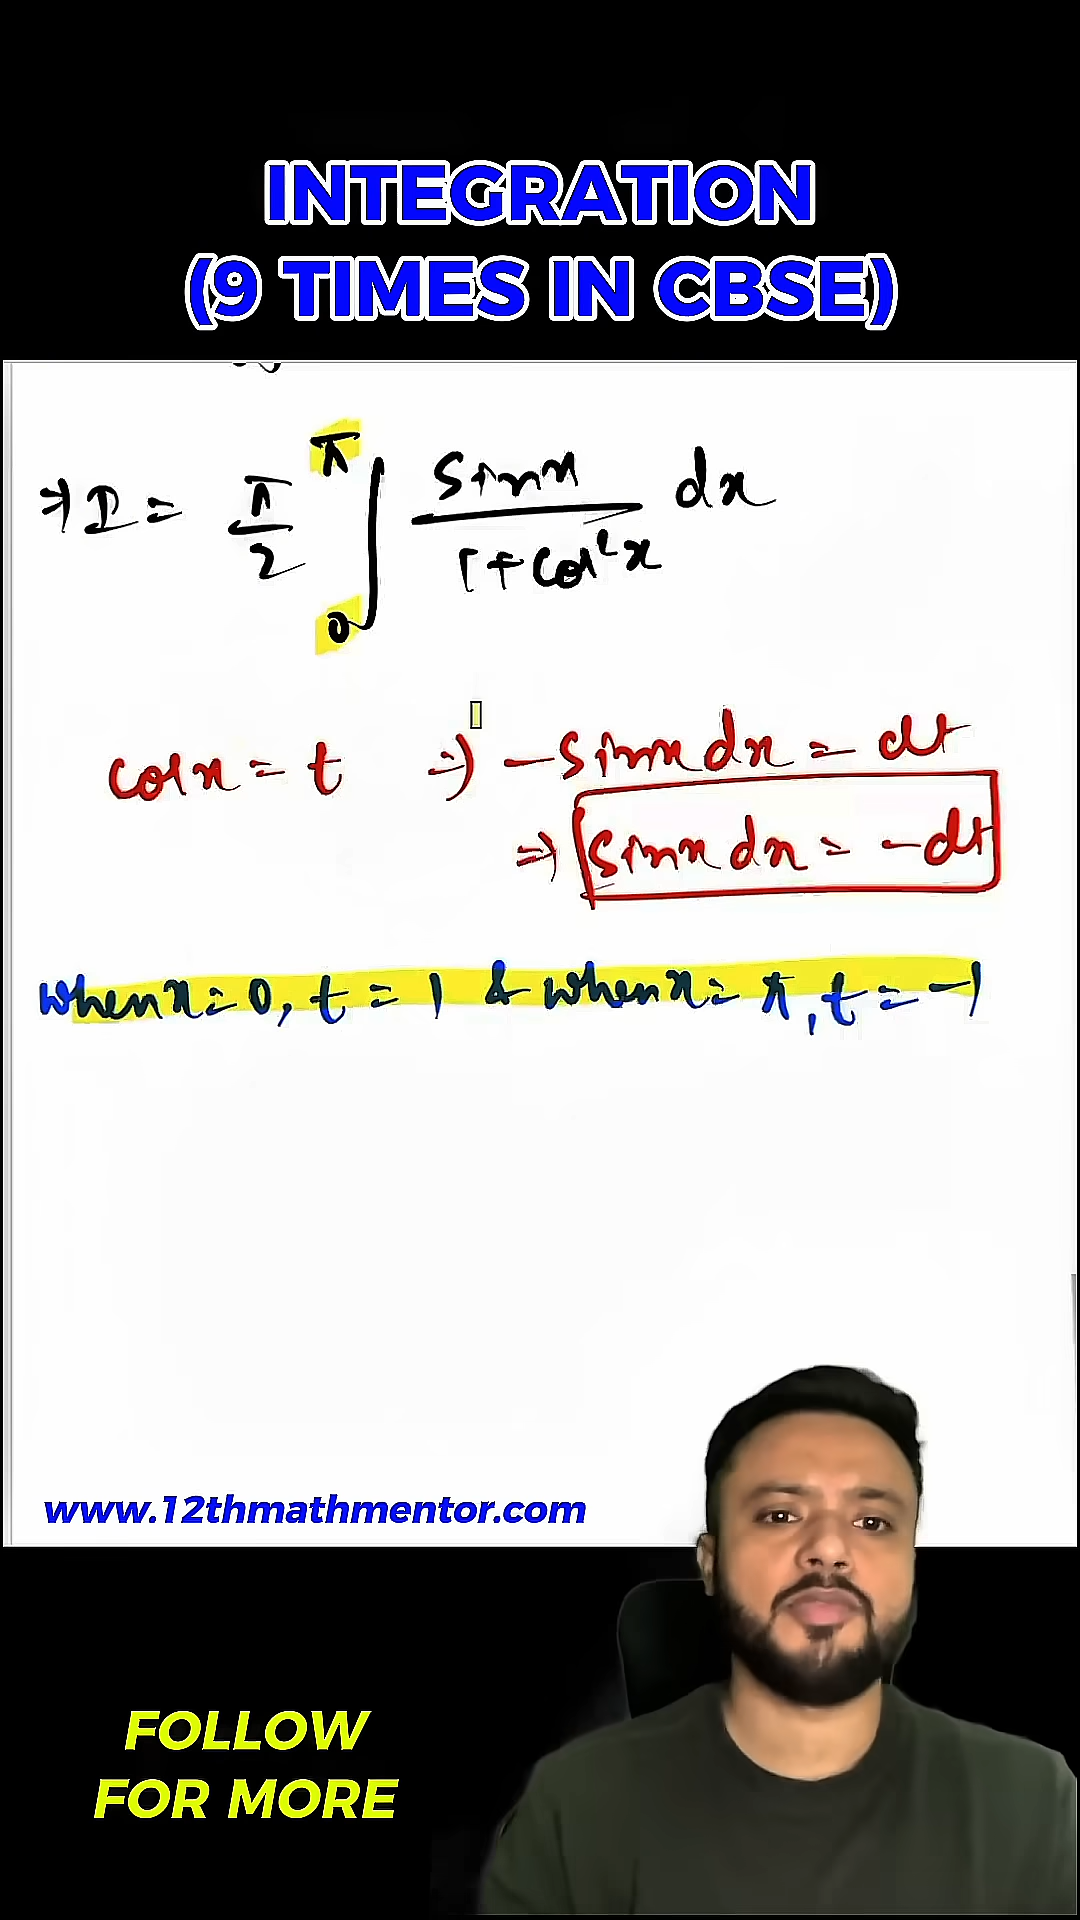 INTEGRATION
(9 TIMES IN CBSE)
⇒ I = π/2 ∫₀^π sinx/(1+cos²x) dx
cosx = t ⇒ -sinx dx = dt
⇒ sinx dx = -dt
when x=0, t=1 & when x=π, t=-1
www.12thmathmentor.com
FOLLOW
FOR MORE